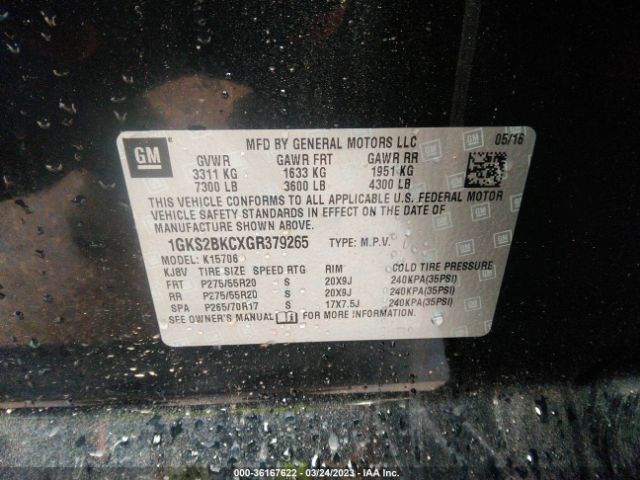 GM ®
MFD BY GENERAL MOTORS LLC 05/16
GVWR GAWR FRT GAWR RR
3311 KG 1633 KG 1951 KG
7300 LB 3600 LB 4300 LB
THIS VEHICLE CONFORMS TO ALL APPLICABLE U.S. FEDERAL MOTOR
VEHICLE SAFETY STANDARDS IN EFFECT ON THE DATE OF
MANUFACTURE SHOWN ABOVE.
1GKS2BKCXGR379265 TYPE: M.P.V.
MODEL: K15706
KJ8V TIRE SIZE SPEED RTG RIM COLD TIRE PRESSURE
FRT P275/55R20 S 20X9J 240KPA(35PSI)
RR P275/55R20 S 20X9J 240KPA(35PSI)
SPA P265/70R17 S 17X7.5J 240KPA(35PSI)
SEE OWNER'S MANUAL FOR MORE INFORMATION.
000-36167622 - 03/24/2023 - IAA Inc.